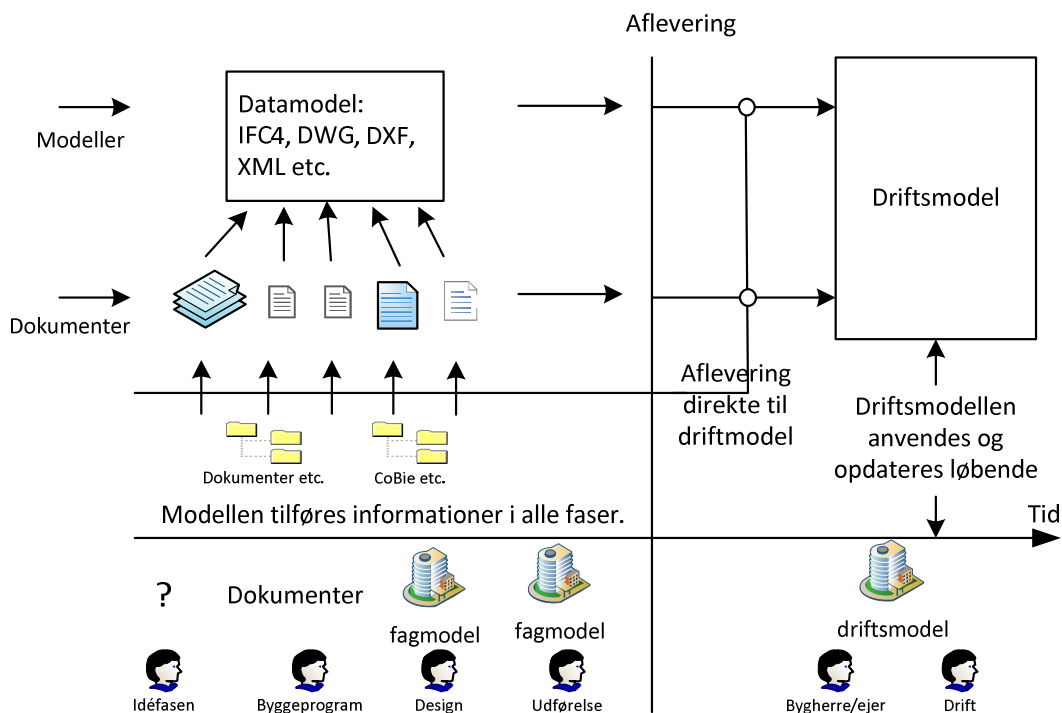 Aflevering
Modeller
Datamodel:
IFC4, DWG, DXF,
XML etc.
Driftsmodel
Dokumenter
Aflevering
direkte til
driftmodel
Driftsmodellen
anvendes og
opdateres løbende
Dokumenter etc.
CoBie etc.
Modellen tilføres informationer i alle faser.
Tid
?
Dokumenter
fagmodel
fagmodel
driftsmodel
Idéfasen
Byggeprogram
Design
Udførelse
Bygherre/ejer
Drift